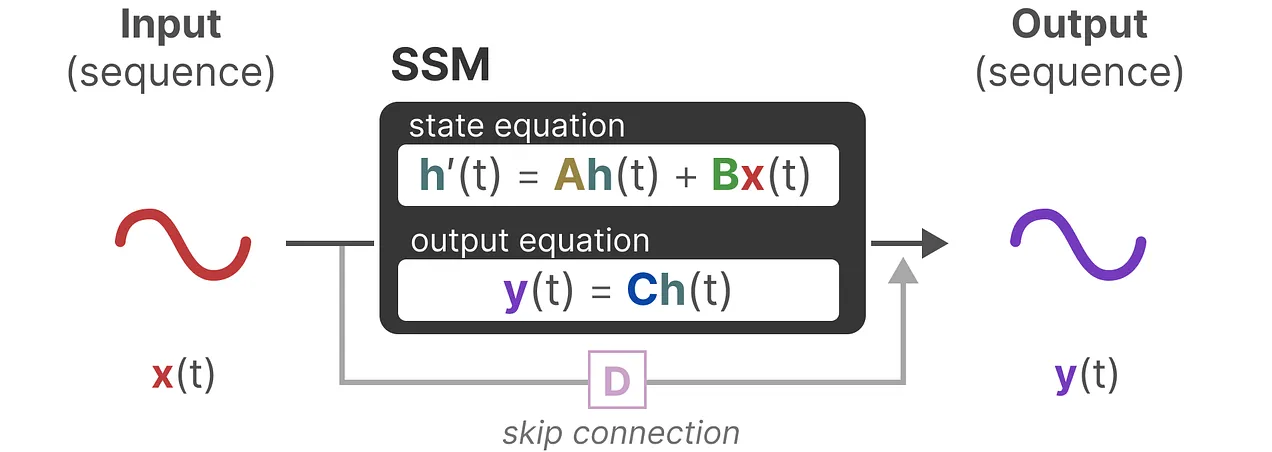 Input
(sequence)
SSM
Output
(sequence)
state equation
h'(t) = Ah(t) + Bx(t)
output equation
y(t) = Ch(t)
x(t)
D
skip connection
y(t)